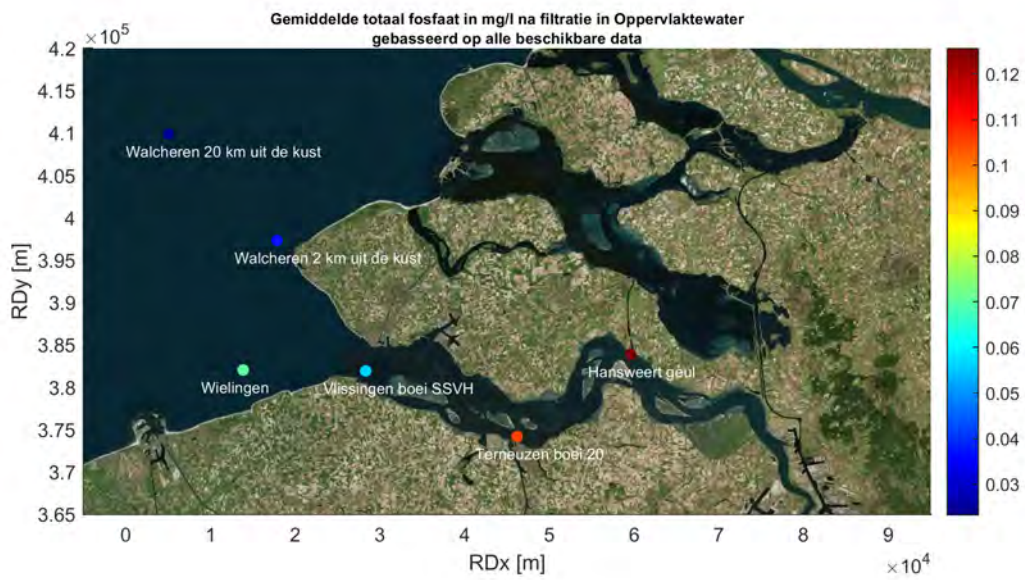 Gemiddelde totaal fosfaat in mg/l na filtratie in Oppervlaktewater
gebasseerd op alle beschikbare data
×10⁵
4.2
4.15
4.1
4.05
4
3.95
3.9
3.85
3.8
3.75
3.7
3.65
RDy [m]
Walcheren 20 km uit de kust
Walcheren 2 km uit de kust
Wielingen
Vlissingen boei SSVH
Hansweert geul
Terneuzen boei 20
0 1 2 3 4 5 6 7 8 9
RDx [m]
×10⁴
0.12
0.11
0.1
0.09
0.08
0.07
0.06
0.05
0.04
0.03